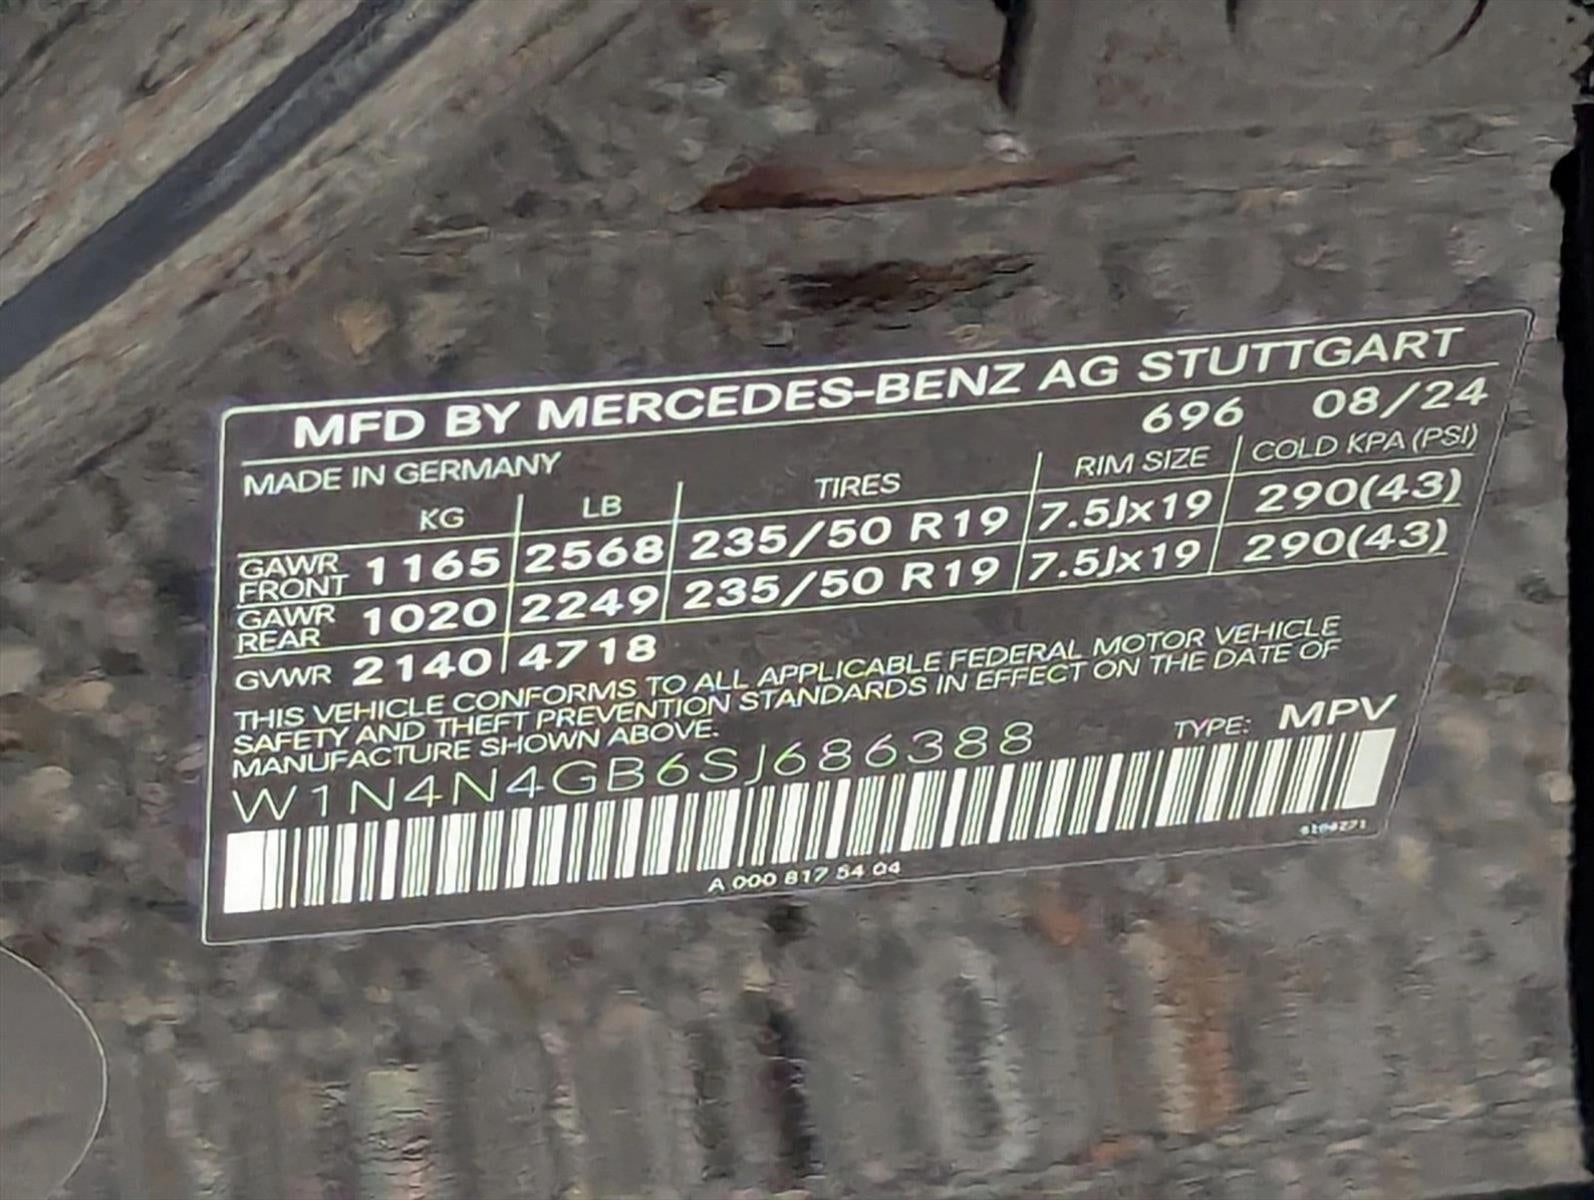 MFD BY MERCEDES-BENZ AG STUTTGART
696 08/24
MADE IN GERMANY
KG LB TIRES RIM SIZE COLD KPA (PSI)
GAWR FRONT 1165 2568 235/50 R19 7.5Jx19 290(43)
GAWR REAR 1020 2249 235/50 R19 7.5Jx19 290(43)
GVWR 2140 4718
THIS VEHICLE CONFORMS TO ALL APPLICABLE FEDERAL MOTOR VEHICLE
SAFETY AND THEFT PREVENTION STANDARDS IN EFFECT ON THE DATE OF
MANUFACTURE SHOWN ABOVE.
W1N4N4GB6SJ686388 TYPE: MPV
A 000 817 54 04